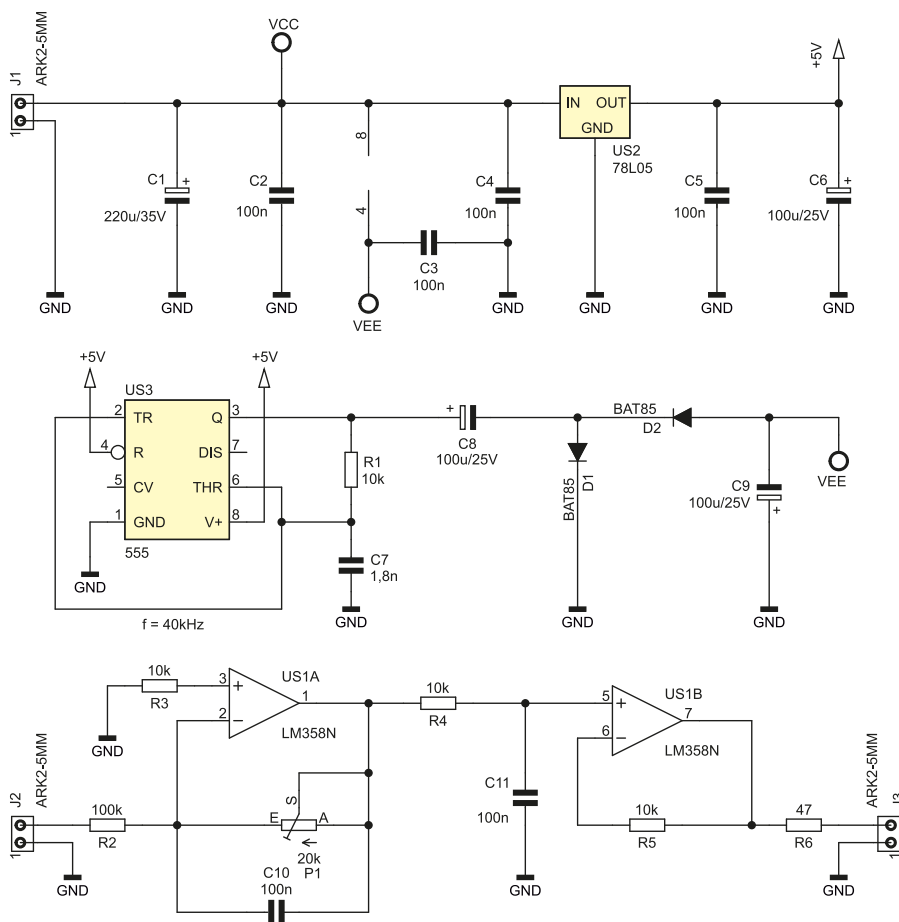 J1
ARK2-5MM
1
VCC
C1
+
220u/35V
C2
100n
8
4
C3
100n
VEE
C4
100n
IN OUT
GND
US2
78L05
C5
100n
+5V
C6
+
100u/25V
GND
GND
GND
GND
GND
GND
GND
+5V
+5V
US3
2 TR Q 3
4 R DIS 7
5 CV THR 6
1 GND V+ 8
555
GND
f = 40kHz
R1
10k
C7
1,8n
GND
+
C8
100u/25V
BAT85
D1
GND
BAT85
D2
C9
100u/25V
+
GND
VEE
10k
R3
GND
3 +
2 −
1
US1A
LM358N
J2
ARK2-5MM
1
GND
100k
R2
S
E A
20k
P1
C10
100n
10k
R4
C11
100n
GND
5 +
6 −
7
US1B
LM358N
10k
R5
47
R6
ARK2-5MM
J3
1
GND